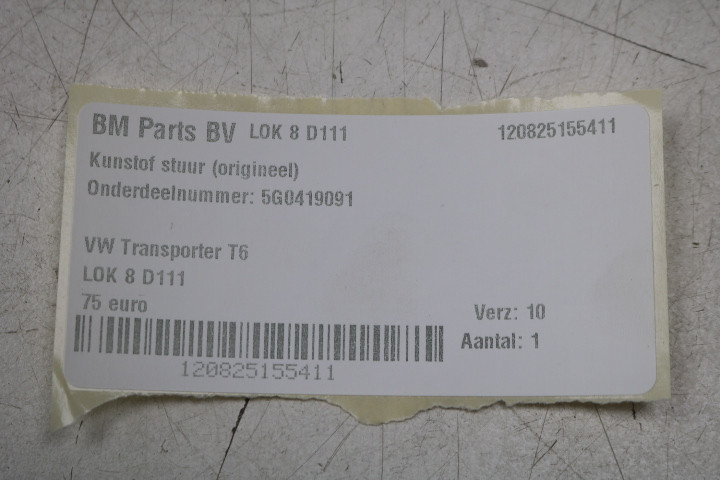 BM Parts BV LOK 8 D111 120825155411
Kunstof stuur (origineel)
Onderdeelnummer: 5G0419091
VW Transporter T6
LOK 8 D111
75 euro
Verz: 10
Aantal: 1
120825155411